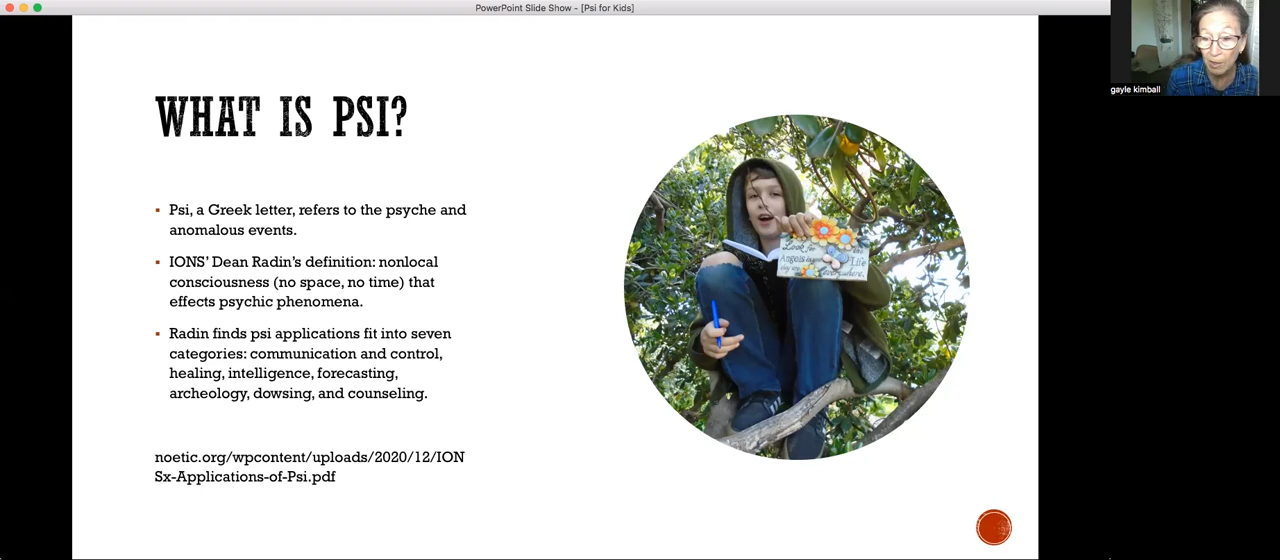 PowerPoint Slide Show - [Psi for Kids]
gayle kimball
WHAT IS PSI?
Psi, a Greek letter, refers to the psyche and
anomalous events.
IONS' Dean Radin's definition: nonlocal
consciousness (no space, no time) that
effects psychic phenomena.
Radin finds psi applications fit into seven
categories: communication and control,
healing, intelligence, forecasting,
archeology, dowsing, and counseling.
noetic.org/wpcontent/uploads/2020/12/ION
Sx-Applications-of-Psi.pdf
Look for
Angels
Life